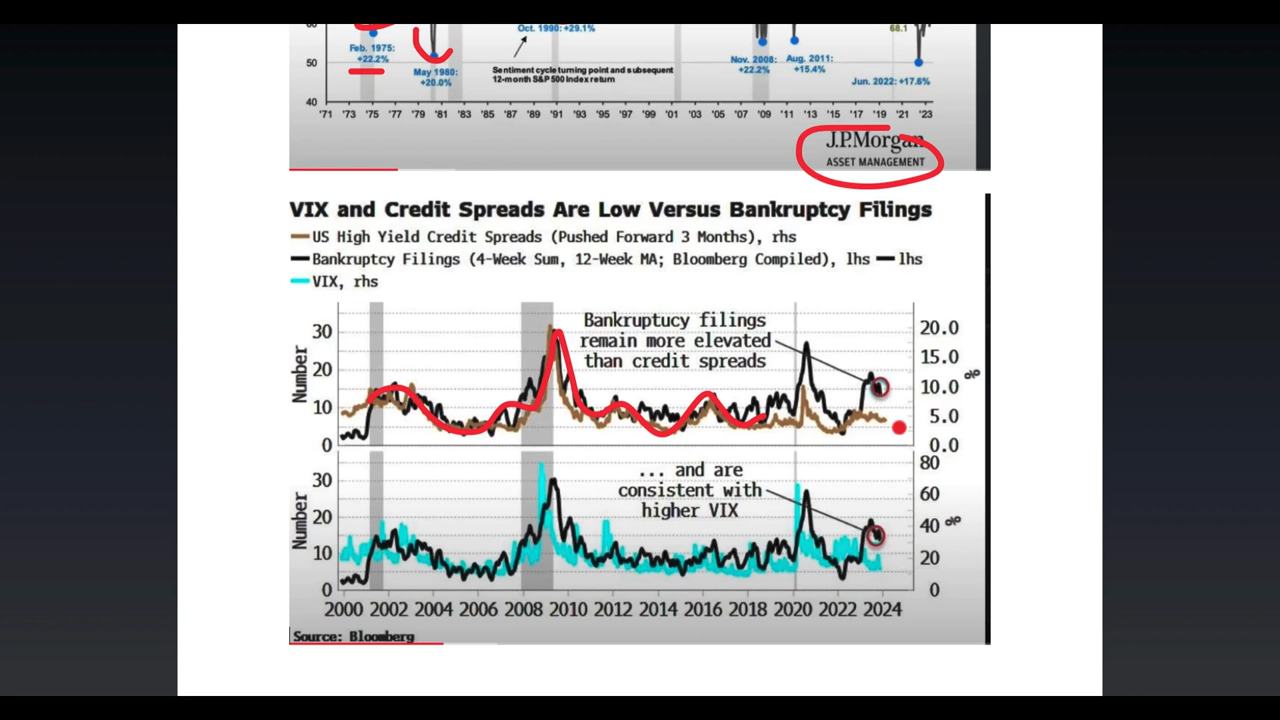 60
Oct. 1990: +29.1%
68.1
Feb. 1975:
+22.2%
50
May 1980:
+20.0%
Sentiment cycle turning point and subsequent
12-month S&P 500 Index return
Nov. 2008:
+22.2%
Aug. 2011:
+15.4%
Jun. 2022: +17.6%
40
'71 '73 '75 '77 '79 '81 '83 '85 '87 '89 '91 '93 '95 '97 '99 '01 '03 '05 '07 '09 '11 '13 '15 '17 '19 '21 '23
J.P.Morgan
ASSET MANAGEMENT
VIX and Credit Spreads Are Low Versus Bankruptcy Filings
US High Yield Credit Spreads (Pushed Forward 3 Months), rhs
Bankruptcy Filings (4-Week Sum, 12-Week MA; Bloomberg Compiled), lhs lhs
VIX, rhs
Number
30
20
10
0
Bankruptucy filings
remain more elevated
than credit spreads
20.0
15.0
10.0
5.0
0.0
%
Number
30
20
10
0
... and are
consistent with
higher VIX
80
60
40
20
0
%
2000 2002 2004 2006 2008 2010 2012 2014 2016 2018 2020 2022 2024
Source: Bloomberg